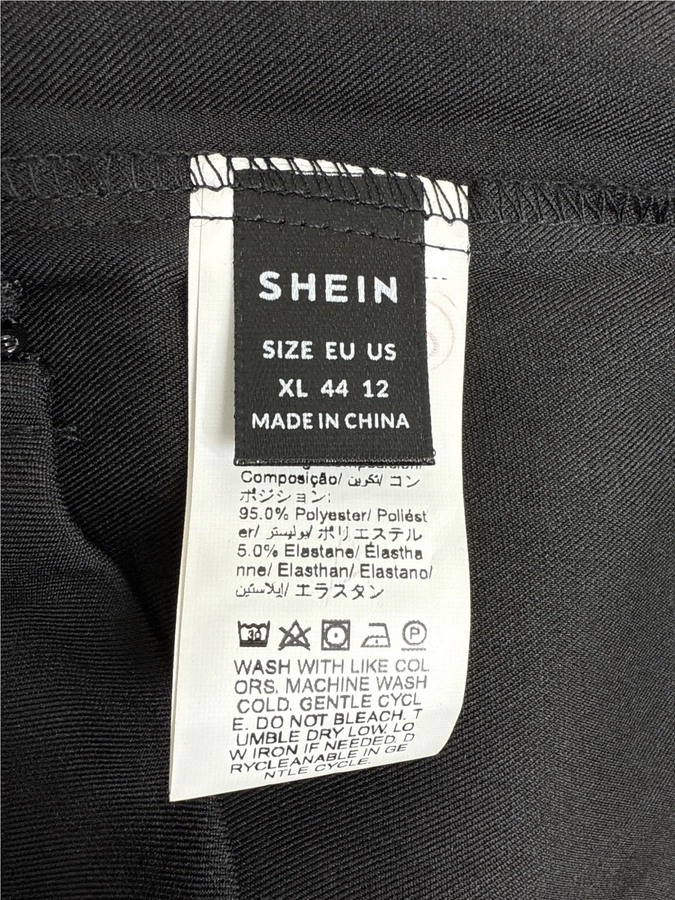 SHEIN
SIZE EU US
XL 44 12
MADE IN CHINA
Composição/ تكوين/ コン
ポジション:
95.0% Polyester/ Poliést
er/ بوليستر/ ポリエステル
5.0% Elastane/ Élastha
nne/ Elasthan/ Elastano/
إيلاستين/ エラスタン
30
P
WASH WITH LIKE COL
ORS. MACHINE WASH
COLD. GENTLE CYCL
E. DO NOT BLEACH. T
UMBLE DRY LOW. LO
W IRON IF NEEDED. D
RYCLEANABLE IN GE
NTLE CYCLE.